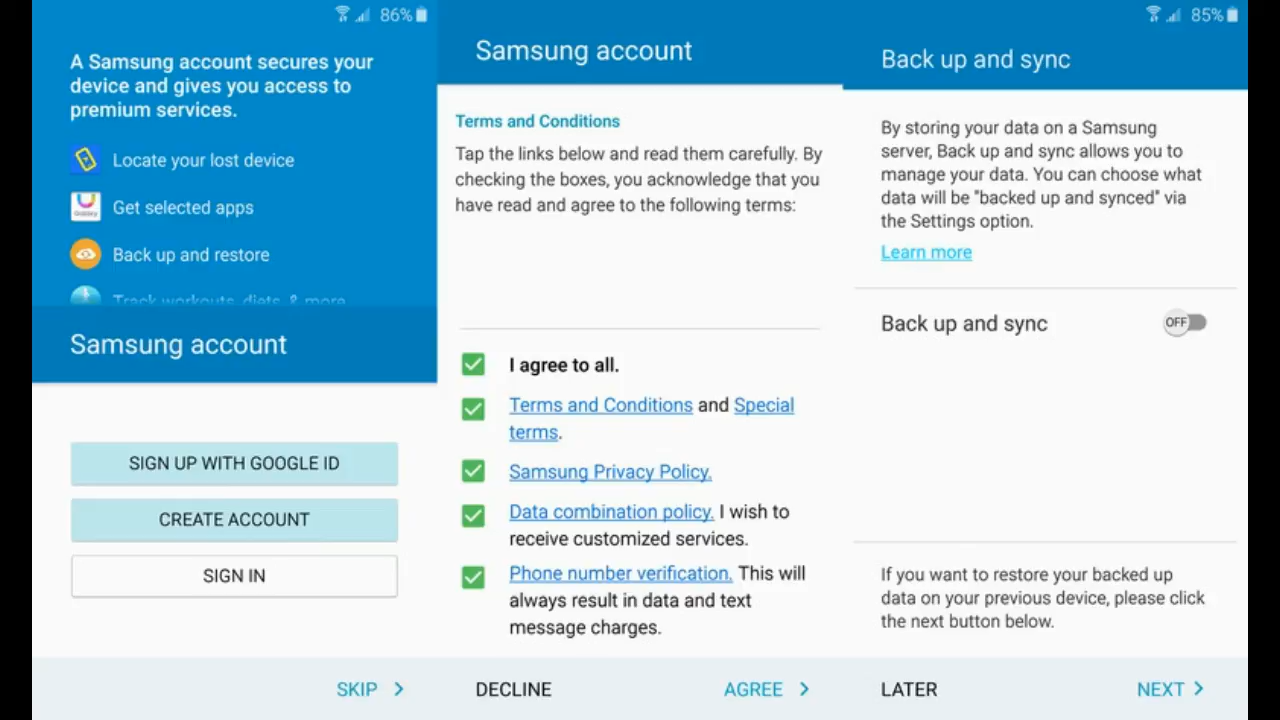 86%
A Samsung account secures your
device and gives you access to
premium services.
Locate your lost device
Get selected apps
Back up and restore
Track workouts, diets, & more
Samsung account
SIGN UP WITH GOOGLE ID
CREATE ACCOUNT
SIGN IN
SKIP
Samsung account
Terms and Conditions
Tap the links below and read them carefully. By
checking the boxes, you acknowledge that you
have read and agree to the following terms:
I agree to all.
Terms and Conditions and Special
terms.
Samsung Privacy Policy.
Data combination policy. I wish to
receive customized services.
Phone number verification. This will
always result in data and text
message charges.
DECLINE
AGREE
85%
Back up and sync
By storing your data on a Samsung
server, Back up and sync allows you to
manage your data. You can choose what
data will be "backed up and synced" via
the Settings option.
Learn more
Back up and sync
OFF
If you want to restore your backed up
data on your previous device, please click
the next button below.
LATER
NEXT